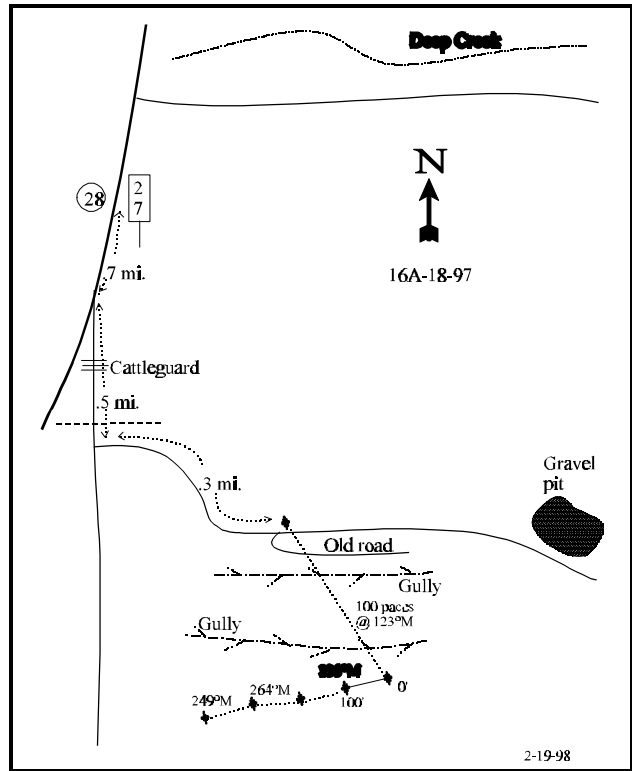 Deep Creek
N
28
2
7
16A-18-97
.7 mi.
Cattleguard
.5 mi.
.3 mi.
Gravel
pit
Old road
Gully
100 paces
@ 123°M
Gully
264°M
249°M
100'
0'
2-19-98